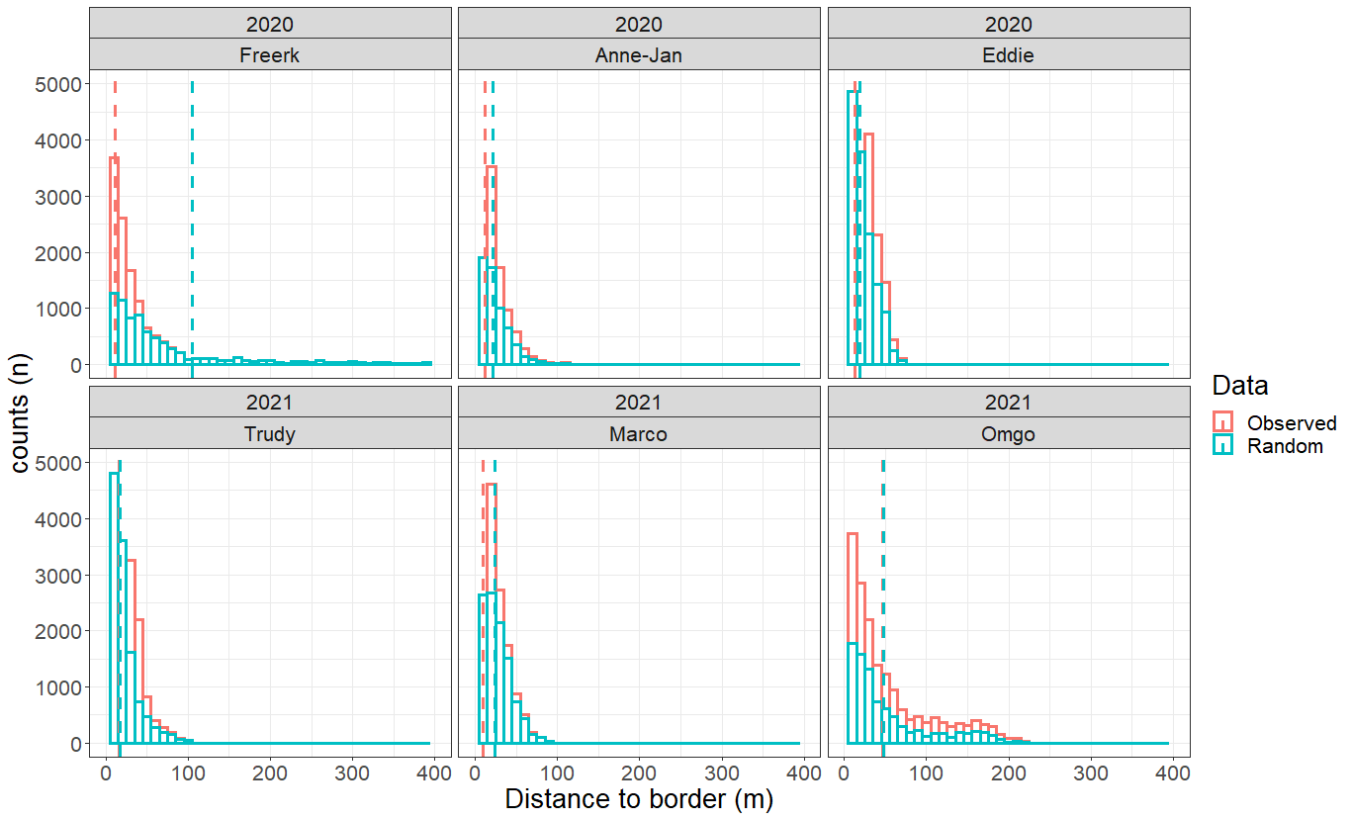 2020 2020 2020
Freerk Anne-Jan Eddie
5000
4000
3000
2000
1000
0
2021 2021 2021
Trudy Marco Omgo
5000
4000
3000
2000
1000
0
0 100 200 300 400 0 100 200 300 400 0 100 200 300 400
Distance to border (m)
counts (n)
Data
Observed
Random